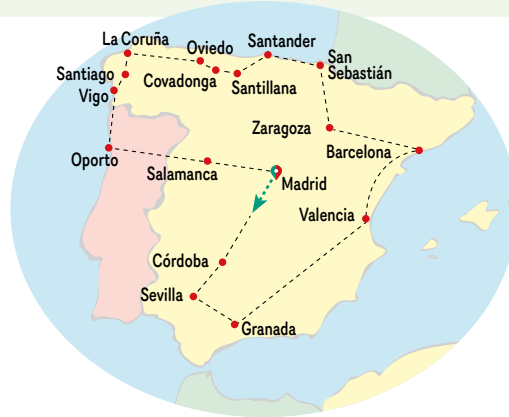 La Coruña
Oviedo
Santander
San
Sebastián
Santiago
Covadonga
Santillana
Vigo
Zaragoza
Barcelona
Oporto
Salamanca
Madrid
Valencia
Córdoba
Sevilla
Granada